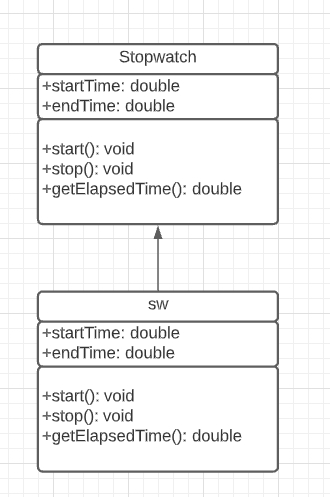 Stopwatch
+startTime: double
+endTime: double
+start(): void
+stop(): void
+getElapsedTime(): double
sw
+startTime: double
+endTime: double
+start(): void
+stop(): void
+getElapsedTime(): double